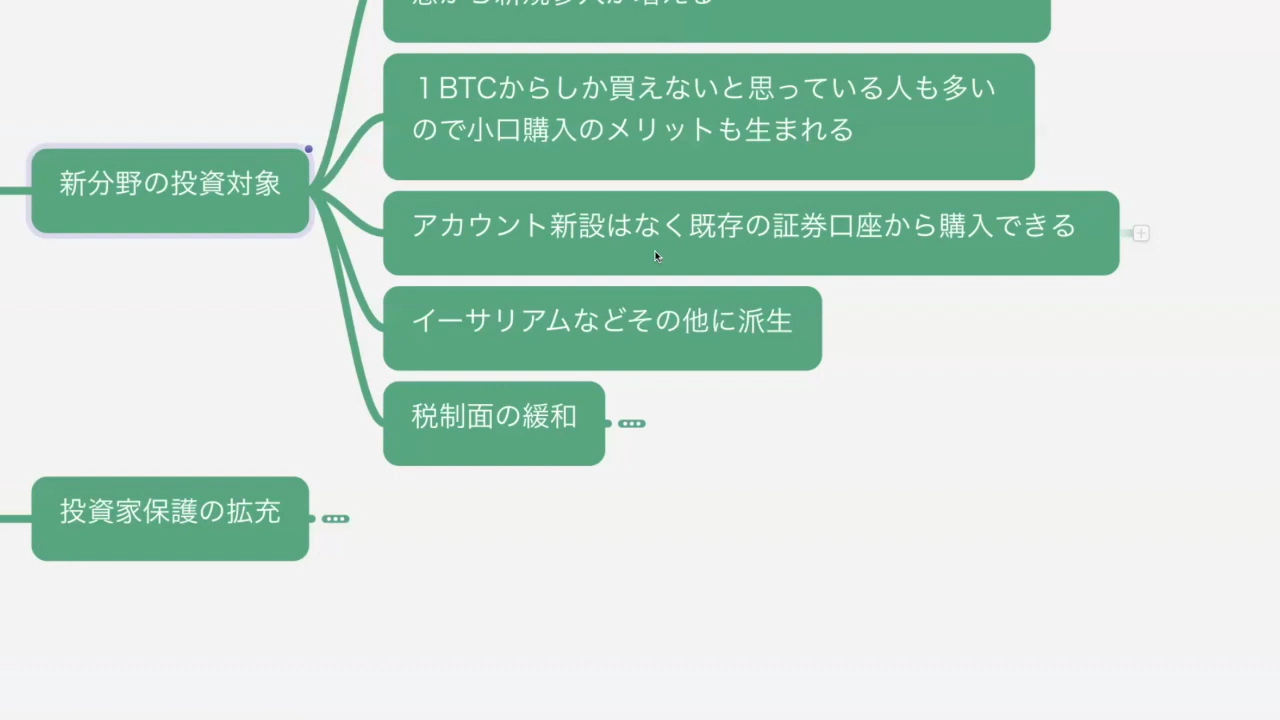 １BTCからしか買えないと思っている人も多い
ので小口購入のメリットも生まれる
新分野の投資対象
アカウント新設はなく既存の証券口座から購入できる
イーサリアムなどその他に派生
税制面の緩和
投資家保護の拡充